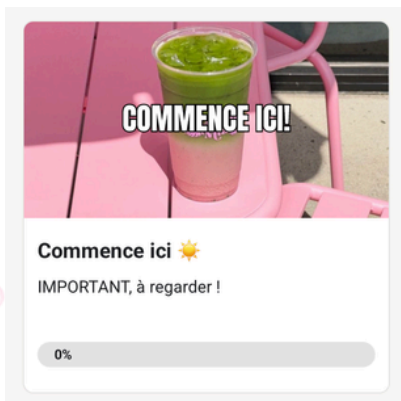 COMMENCE ICI!
Commence ici ☀️
IMPORTANT, à regarder !
0%